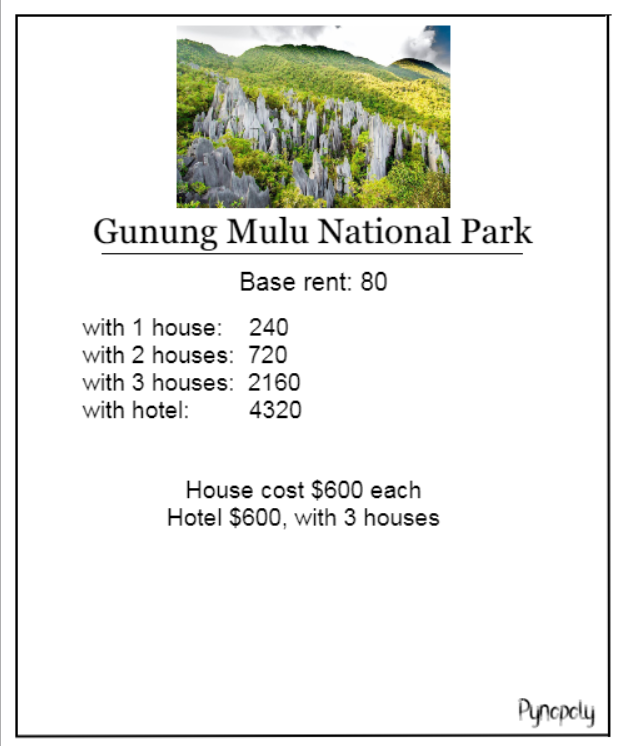 Gunung Mulu National Park
Base rent: 80
with 1 house: 240
with 2 houses: 720
with 3 houses: 2160
with hotel: 4320
House cost $600 each
Hotel $600, with 3 houses
Pynopoly